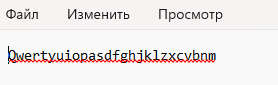 Файл Изменить Просмотр
Qwertyuiopasdfghjklzxcvbnm